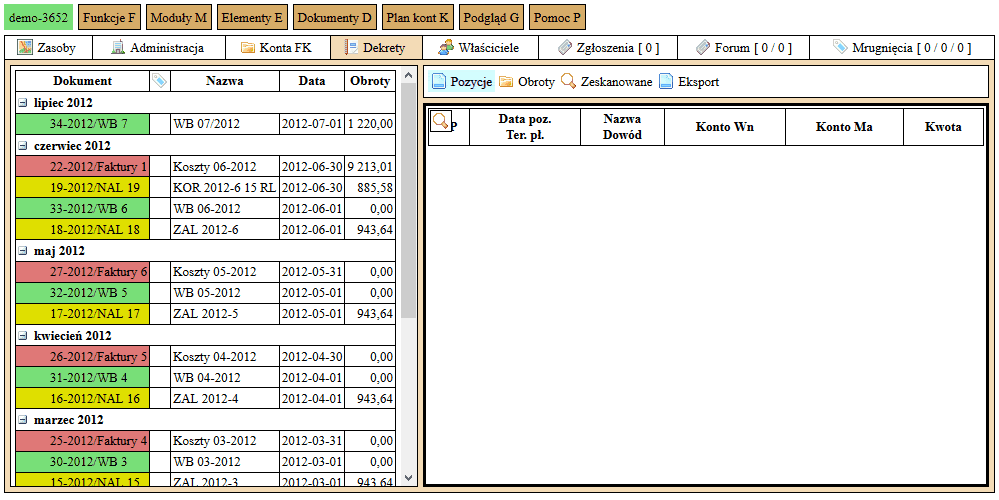 demo-3652 Funkcje F Moduły M Elementy E Dokumenty D Plan kont K Podgląd G Pomoc P
Zasoby Administracja Konta FK Dekrety Właściciele Zgłoszenia [ 0 ] Forum [ 0 / 0 ] Mrugnięcia [ 0 / 0 / 0 ]
Dokument Nazwa Data Obroty
lipiec 2012
34-2012/WB 7 WB 07/2012 2012-07-01 1 220,00
czerwiec 2012
22-2012/Faktury 1 Koszty 06-2012 2012-06-30 9 213,01
19-2012/NAL 19 KOR 2012-6 15 RL 2012-06-30 885,58
33-2012/WB 6 WB 06-2012 2012-06-01 0,00
18-2012/NAL 18 ZAL 2012-6 2012-06-01 943,64
maj 2012
27-2012/Faktury 6 Koszty 05-2012 2012-05-31 0,00
32-2012/WB 5 WB 05-2012 2012-05-01 0,00
17-2012/NAL 17 ZAL 2012-5 2012-05-01 943,64
kwiecień 2012
26-2012/Faktury 5 Koszty 04-2012 2012-04-30 0,00
31-2012/WB 4 WB 04-2012 2012-04-01 0,00
16-2012/NAL 16 ZAL 2012-4 2012-04-01 943,64
marzec 2012
25-2012/Faktury 4 Koszty 03-2012 2012-03-31 0,00
30-2012/WB 3 WB 03-2012 2012-03-01 0,00
15-2012/NAL 15 ZAL 2012-3 2012-03-01 943,64
Pozycje Obroty Zeskanowane Eksport
P Data poz. Nazwa Konto Wn Konto Ma Kwota
Ter. pł. Dowód